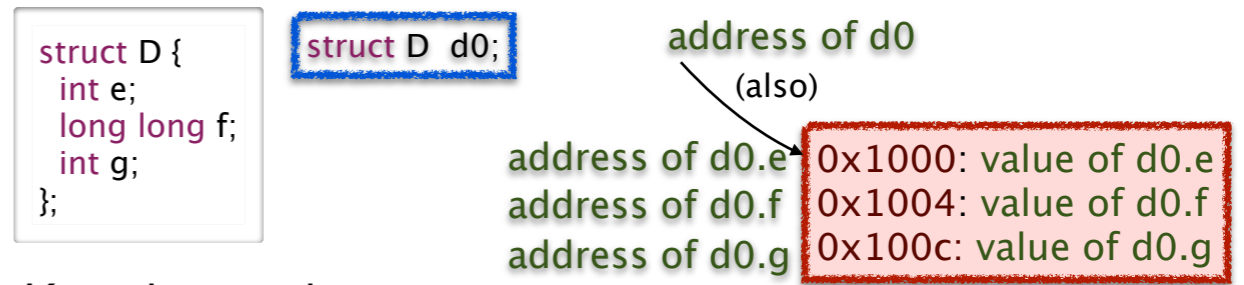 struct D {
int e;
long long f;
int g;
};
struct D d0;
address of d0
(also)
address of d0.e 0x1000: value of d0.e
address of d0.f 0x1004: value of d0.f
address of d0.g 0x100c: value of d0.g